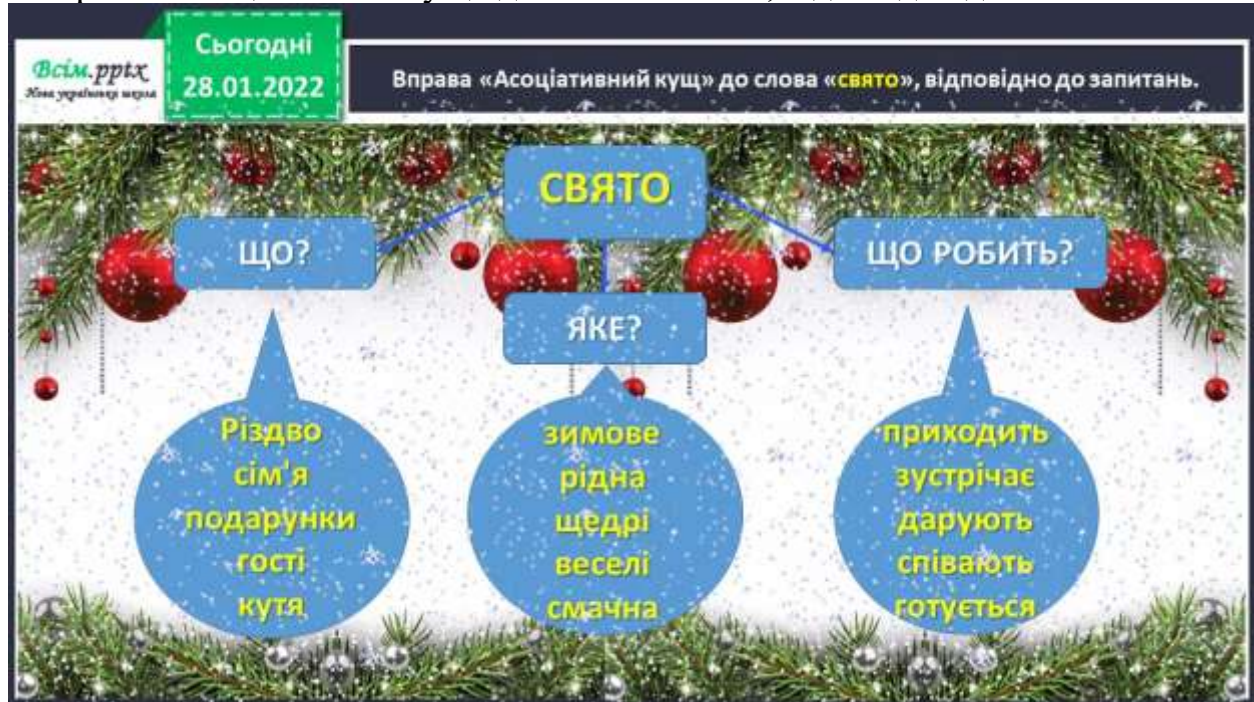 Всім.pptx
Нова українська школа
Сьогодні
28.01.2022
Вправа «Асоціативний кущ» до слова «свято», відповідно до запитань.
СВЯТО
ЩО?
ЯКЕ?
ЩО РОБИТЬ?
Різдво
сім'я
подарунки
гості
кутя
зимове
рідна
щедрі
веселі
смачна
приходить
зустрічає
дарують
співають
готується